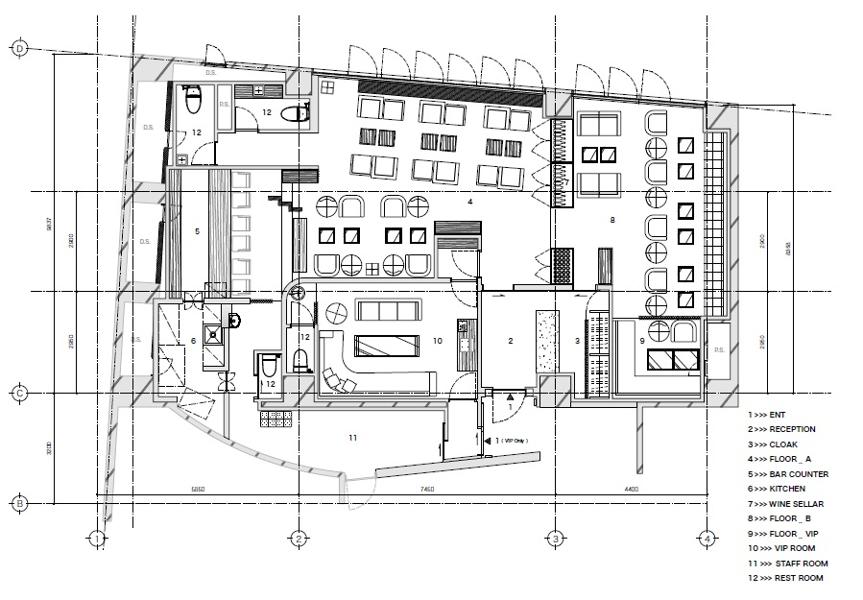 D
D.S.
D.S.
12
12
D.S.
4
7
8
5
D.S.
2900
2900
6
12
10
2
3
9
D.S.
P.S.
2950
2950
12
C
1
1 >>> ENT
2 >>> RECEPTION
11
1 ( VIP Only )
3 >>> CLOAK
3200
4 >>> FLOOR _ A
5 >>> BAR COUNTER
7450
4400
6 >>> KITCHEN
B
7 >>> WINE SELLAR
8 >>> FLOOR _ B
1
2
3
4
9 >>> FLOOR _ VIP
10 >>> VIP ROOM
11 >>> STAFF ROOM
12 >>> REST ROOM